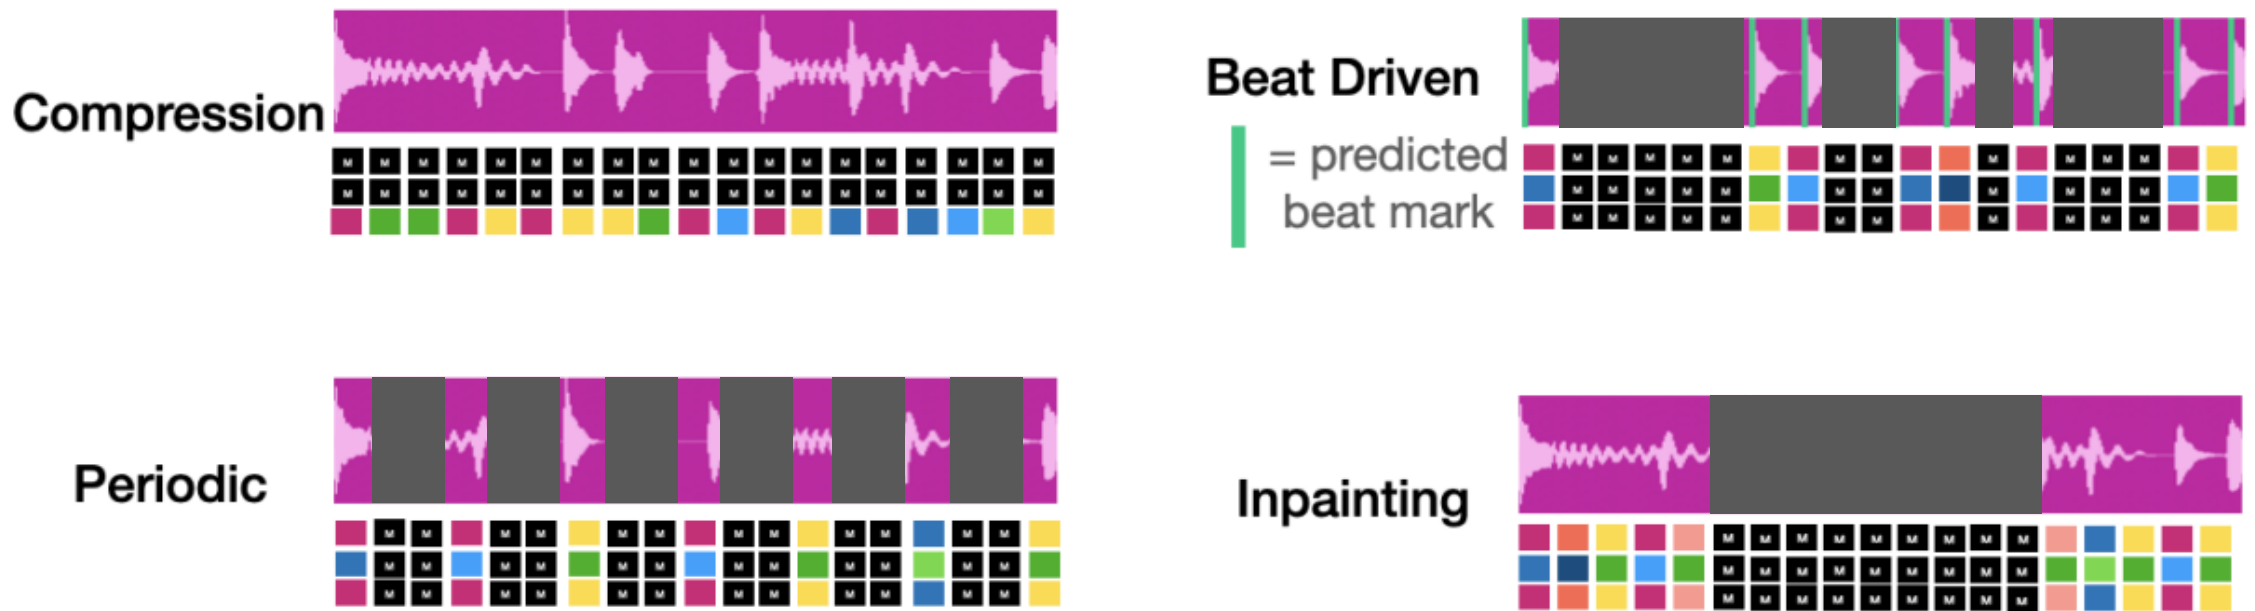 Compression
M M M M M M M M M M M M M M M M M M M
M M M M M M M M M M M M M M M M M M M
Beat Driven
= predicted
beat mark
M M M M M M M M M M M
M M M M M M M M M M M
M M M M M M M M M M M
Periodic
M M M M M M M M M M M M
M M M M M M M M M M M M
M M M M M M M M M M M M
Inpainting
M M M M M M M M M
M M M M M M M M M
M M M M M M M M M